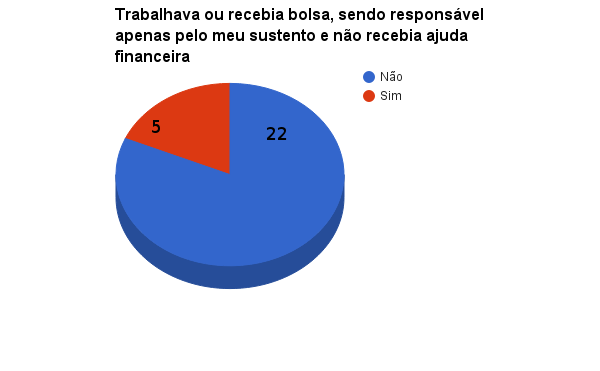 Trabalhava ou recebia bolsa, sendo responsável
apenas pelo meu sustento e não recebia ajuda
financeira
Não
Sim
5
22